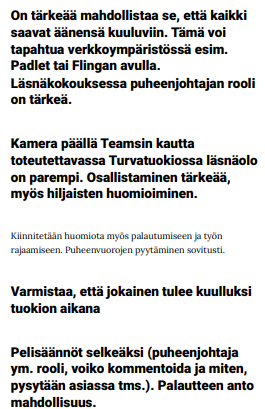 On tärkeää mahdollistaa se, että kaikki
saavat äänensä kuuluviin. Tämä voi
tapahtua verkkoympäristössä esim.
Padlet tai Flingan avulla.
Läsnäkokouksessa puheenjohtajan rooli
on tärkeä.
Kamera päällä Teamsin kautta
toteutettavassa Turvatuokiossa läsnäolo
on parempi. Osallistaminen tärkeää,
myös hiljaisten huomioiminen.
Kiinnitetään huomiota myös palautumiseen ja työn
rajaamiseen. Puheenvuorojen pyytäminen sovitusti.
Varmistaa, että jokainen tulee kuulluksi
tuokion aikana
Pelisäännöt selkeäksi (puheenjohtaja
ym. rooli, voiko kommentoida ja miten,
pysytään asiassa tms.). Palautteen anto
mahdollisuus.